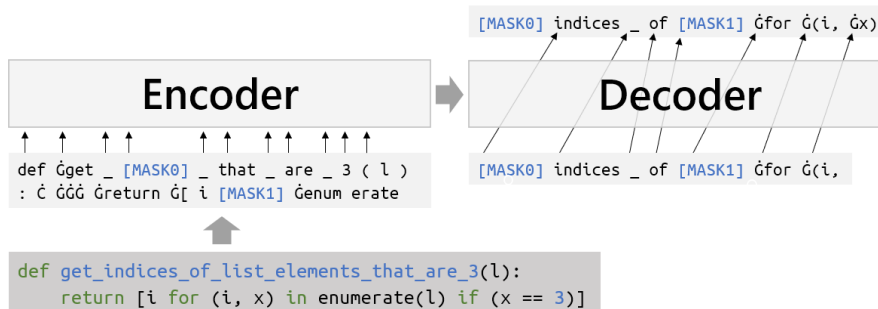 [MASK0] indices _ of [MASK1] Ġfor Ġ(i, Ġx)
Encoder
Decoder
def Ġget _ [MASK0] _ that _ are _ 3 ( l )
: Ċ ĠĠĠ Ġreturn Ġ[ i [MASK1] Ġenum erate
[MASK0] indices _ of [MASK1] Ġfor Ġ(i,
def get_indices_of_list_elements_that_are_3(l):
return [i for (i, x) in enumerate(l) if (x == 3)]